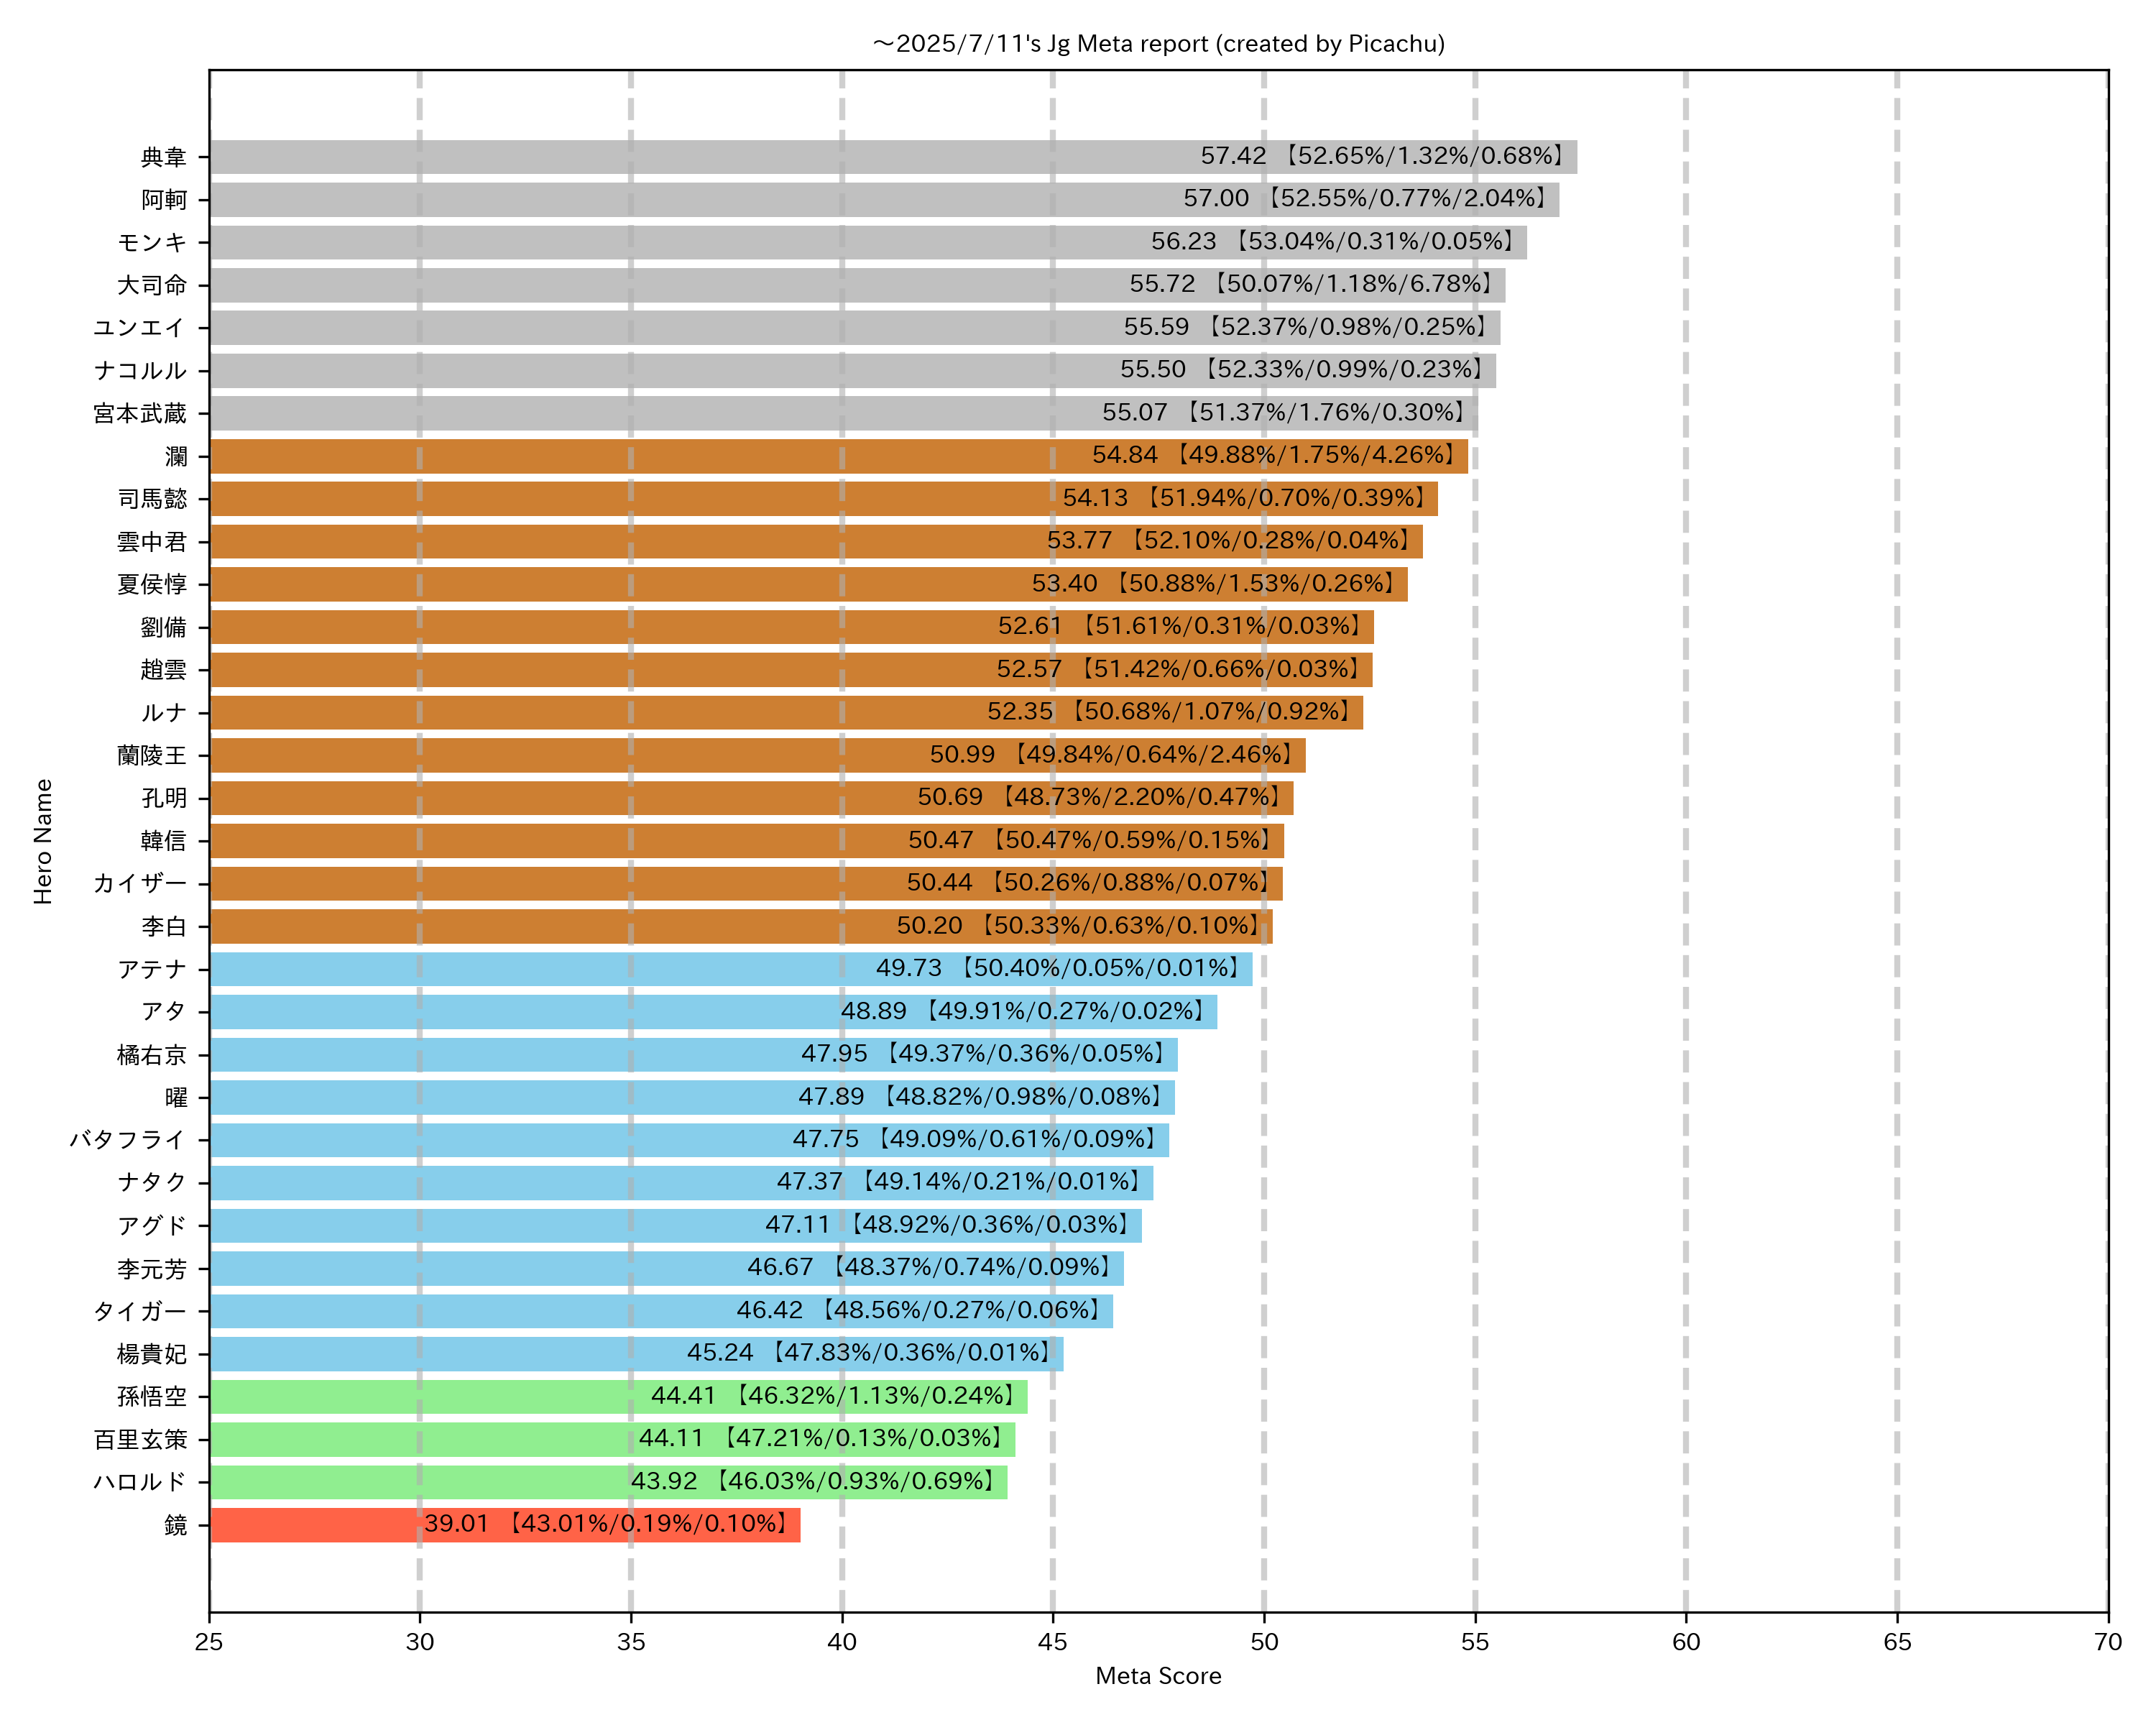 ～2025/7/11's Jg Meta report (created by Picachu)
典韋 57.42 【52.65%/1.32%/0.68%】
阿軻 57.00 【52.55%/0.77%/2.04%】
モンキ 56.23 【53.04%/0.31%/0.05%】
大司命 55.72 【50.07%/1.18%/6.78%】
ユンエイ 55.59 【52.37%/0.98%/0.25%】
ナコルル 55.50 【52.33%/0.99%/0.23%】
宮本武蔵 55.07 【51.37%/1.76%/0.30%】
瀾 54.84 【49.88%/1.75%/4.26%】
司馬懿 54.13 【51.94%/0.70%/0.39%】
雲中君 53.77 【52.10%/0.28%/0.04%】
夏侯惇 53.40 【50.88%/1.53%/0.26%】
劉備 52.61 【51.61%/0.31%/0.03%】
趙雲 52.57 【51.42%/0.66%/0.03%】
ルナ 52.35 【50.68%/1.07%/0.92%】
蘭陵王 50.99 【49.84%/0.64%/2.46%】
孔明 50.69 【48.73%/2.20%/0.47%】
韓信 50.47 【50.47%/0.59%/0.15%】
カイザー 50.44 【50.26%/0.88%/0.07%】
李白 50.20 【50.33%/0.63%/0.10%】
アテナ 49.73 【50.40%/0.05%/0.01%】
アタ 48.89 【49.91%/0.27%/0.02%】
橘右京 47.95 【49.37%/0.36%/0.05%】
曜 47.89 【48.82%/0.98%/0.08%】
バタフライ 47.75 【49.09%/0.61%/0.09%】
ナタク 47.37 【49.14%/0.21%/0.01%】
アグド 47.11 【48.92%/0.36%/0.03%】
李元芳 46.67 【48.37%/0.74%/0.09%】
タイガー 46.42 【48.56%/0.27%/0.06%】
楊貴妃 45.24 【47.83%/0.36%/0.01%】
孫悟空 44.41 【46.32%/1.13%/0.24%】
百里玄策 44.11 【47.21%/0.13%/0.03%】
ハロルド 43.92 【46.03%/0.93%/0.69%】
鏡 39.01 【43.01%/0.19%/0.10%】
Hero Name
25 30 35 40 45 50 55 60 65 70
Meta Score